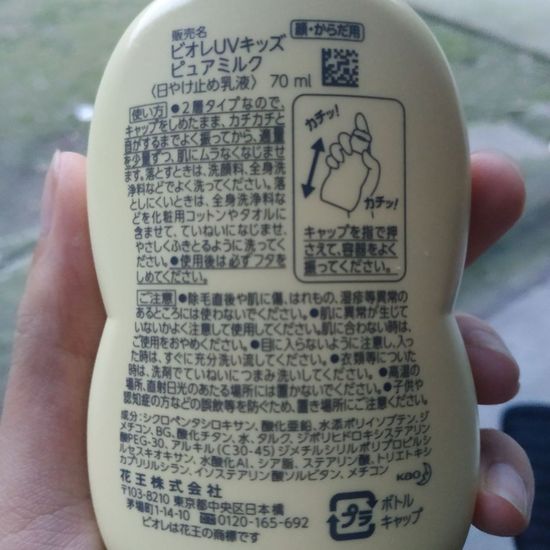 販売名
ビオレUVキッズ
ピュアミルク
〈日やけ止め乳液〉 70ml
顔・からだ用
使い方 ●2層タイプなので、
キャップをしめたまま、カチカチと
音がするまでよく振ってから、適量
を少量ずつ、肌にムラなくなじませ
ます。落とすときは、洗顔料、全身洗
浄料などでよく洗ってください。落
としにくいときは、全身洗浄料な
どを化粧用コットンやタオルに
含ませて、ていねいになじませ、
やさしくふきとるように洗ってく
ださい。●使用後は必ずフタを
しめてください。
カチッ!
カチッ!
キャップを指で押
さえて、容器をよく
振ってください。
ご注意 ●除毛直後や肌に傷、はれもの、湿疹等異常の
あるところには使わないでください。●肌に異常が生じて
いないかよく注意して使用してください。肌に合わない時は、
ご使用をおやめください。●目に入らないように注意し、入っ
た時は、すぐに充分洗い流してください。●衣類等についた
時は、洗剤でていねいにつまみ洗いしてください。●高温の
場所、直射日光のあたる場所には置かないでください。●子供や
認知症の方などの誤飲等を防ぐため、置き場所にご注意ください。
成分:シクロペンタシロキサン、酸化亜鉛、水添ポリイソブテン、ジ
メチコン、BG、酸化チタン、水、タルク、ジポリヒドロキシステアリン
酸PEG-30、アルキル(C30-45)ジメチルシリルポリプロピルシ
ルセスキオキサン、水酸化Al、シア脂、ステアリン酸、トリエトキシ
カプリリルシラン、イソステアリン酸ソルビタン、メチコン
花王株式会社
〒103-8210 東京都中央区日本橋
茅場町1-14-10 0120-165-692
ビオレは花王の商標です
Kao
プラ
ボトル
キャップ